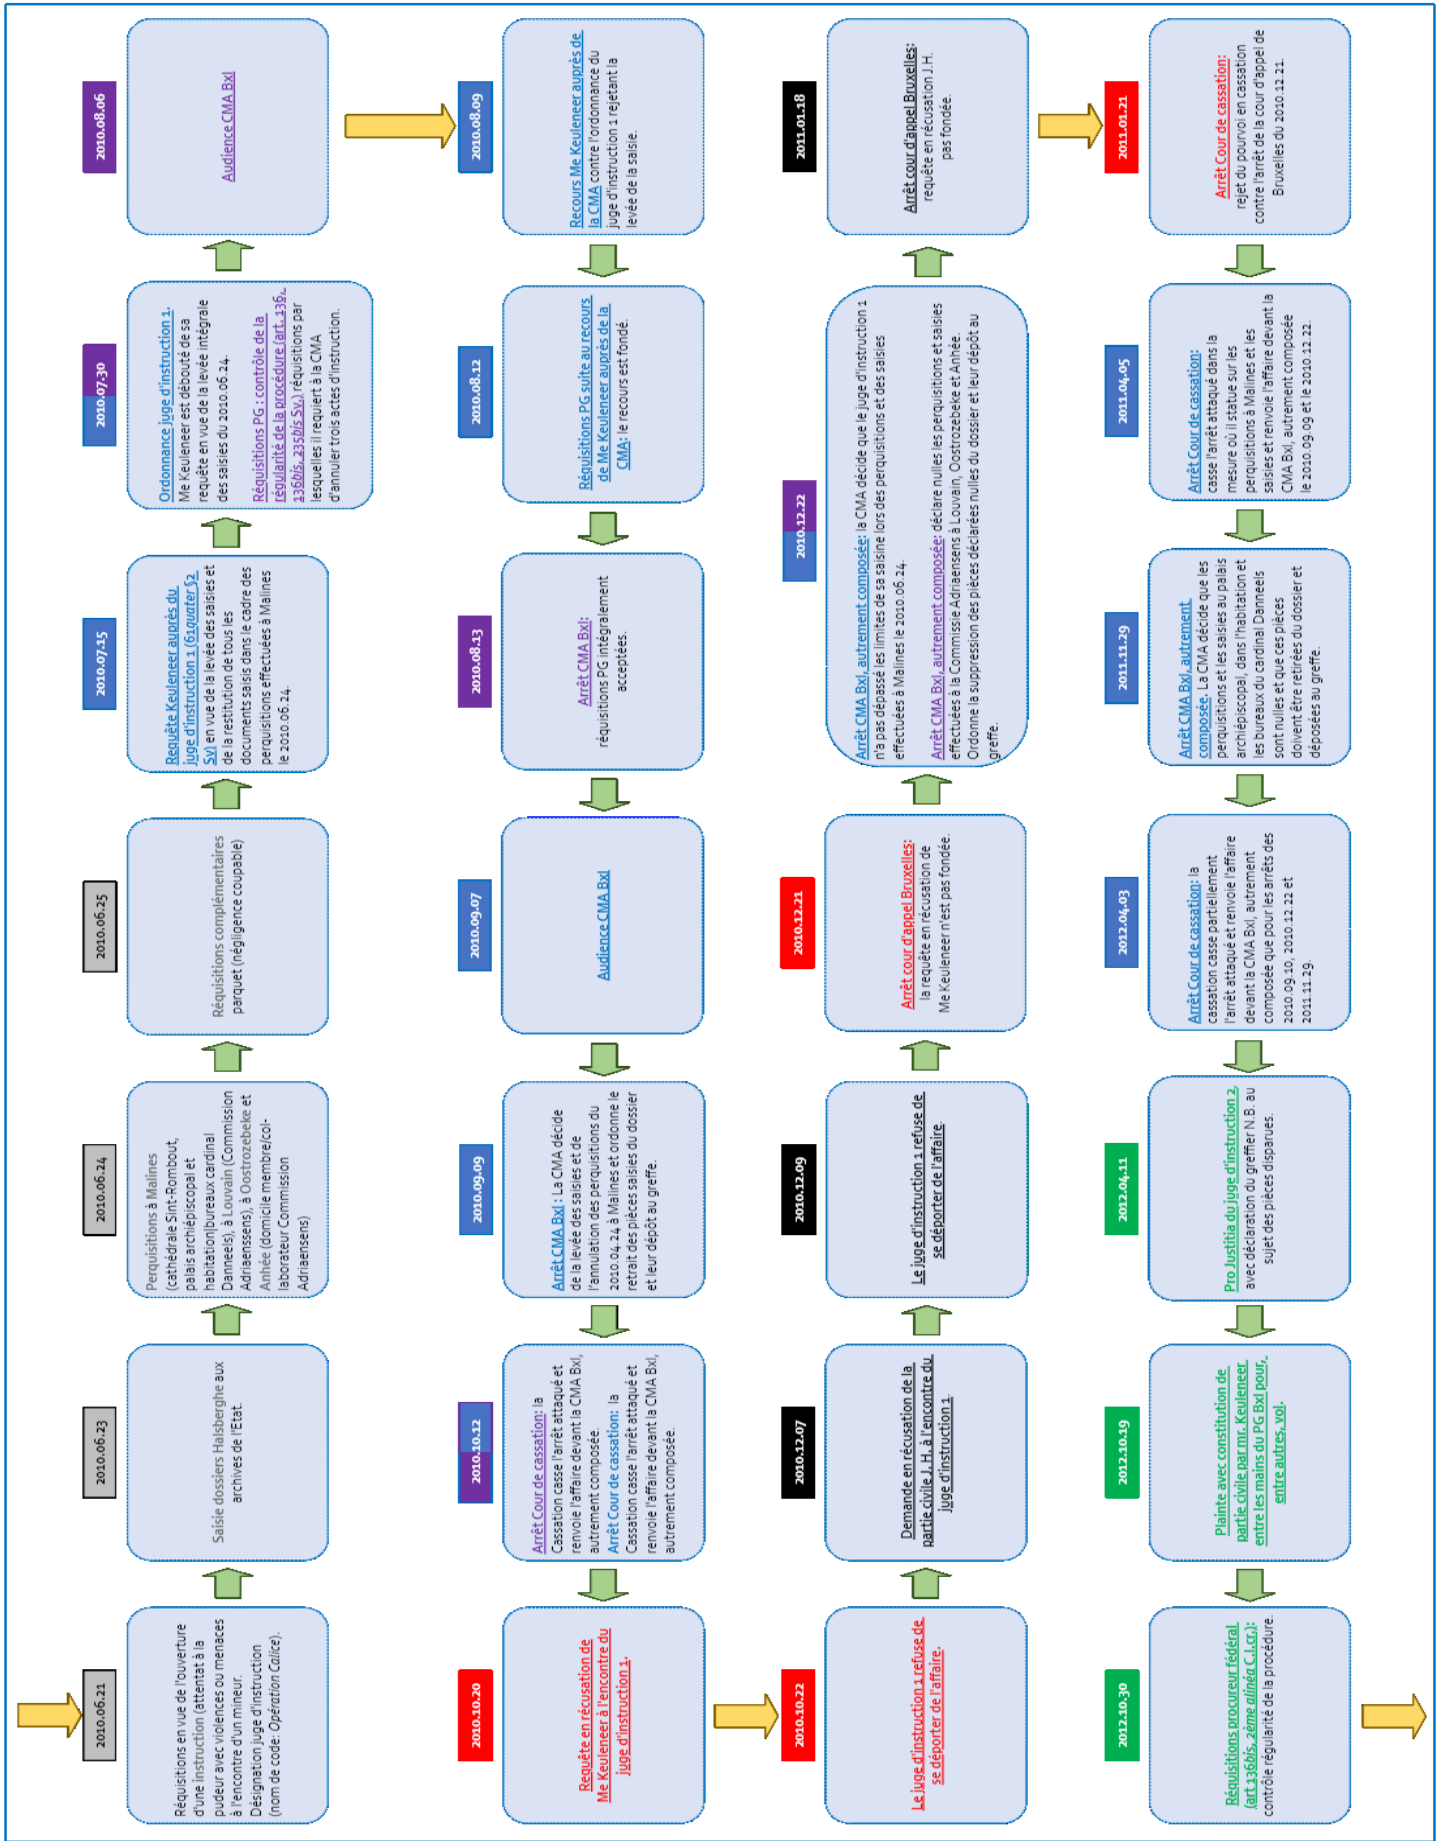 2010.06.21
Réquisitions en vue de l'ouverture
d'une instruction (attentat à la
pudeur avec violences ou menaces
à l'encontre d'un mineur.
Désignation juge d'instruction
(nom de code: Opération Calice).
2010.06.23
Saisie dossiers Halsberghe aux
archives de l'Etat.
2010.06.24
Perquisitions à Malines
(cathédrale Sint-Rombout,
palais archiépiscopal et
habitation|bureaux cardinal
Danneels), à Louvain (Commission
Adriaenssens), à Oostrozebeke et
Anhée (domicile membre/col-
laborateur Commission
Adriaensens)
2010.06.25
Réquisitions complémentaires
parquet (négligence coupable)
2010.07.15
Requête Keuleneer auprès du
juge d'instruction 1 (61quater §2
Sv) en vue de la levée des saisies et
de la restitution de tous les
documents saisis dans le cadre des
perquisitions effectuées à Malines
le 2010.06.24.
2010.07.30
Ordonnance juge d'instruction 1.
Me Keuleneer est débouté de sa
requête en vue de la levée intégrale
des saisies du 2010.06.24.
Réquisitions PG : contrôle de la
régularité de la procédure (art. 136,
136bis, 235bis Sv.) réquisitions par
lesquelles il requiert à la CMA
d'annuler trois actes d'instruction.
2010.08.06
Audience CMA Bxl
2010.08.09
Recours Me Keuleneer auprès de
la CMA contre l'ordonnance du
juge d'instruction 1 rejetant la
levée de la saisie.
2010.08.12
Réquisitions PG suite au recours
de Me Keuleneer auprès de la
CMA: le recours est fondé.
2010.08.13
Arrêt CMA Bxl:
réquisitions PG intégralement
acceptées.
2010.09.07
Audience CMA Bxl
2010.09.09
Arrêt CMA Bxl : La CMA décide
de la levée des saisies et de
l'annulation des perquisitions du
2010.04.24 à Malines et ordonne le
retrait des pièces saisies du dossier
et leur dépôt au greffe.
2010.10.12
Arrêt Cour de cassation: la
Cassation casse l'arrêt attaqué et
renvoie l'affaire devant la CMA Bxl,
autrement composée.
Arrêt Cour de cassation: la
Cassation casse l'arrêt attaqué et
renvoie l'affaire devant la CMA Bxl,
autrement composée.
2010.10.20
Requête en récusation de
Me Keuleneer à l'encontre du
juge d'instruction 1.
2010.10.22
Le juge d'instruction 1 refuse de
se déporter de l'affaire.
2010.12.07
Demande en récusation de la
partie civile J. H. à l'encontre du
juge d'instruction 1.
2010.12.09
Le juge d'instruction 1 refuse de
se déporter de l'affaire.
2010.12.21
Arrêt cour d'appel Bruxelles:
la requête en récusation de
Me Keuleneer n'est pas fondée.
2010.12.22
Arrêt CMA Bxl, autrement composée: la CMA décide que le juge d'instruction 1
n'a pas dépassé les limites de sa saisine lors des perquisitions et des saisies
effectuées à Malines le 2010.06.24.
Arrêt CMA Bxl, autrement composée: déclare nulles les perquisitions et saisies
effectuées à la Commissie Adriaensens à Louvain, Oostrozebeke et Anhée.
Ordonne la suppression des pièces déclarées nulles du dossier et leur dépôt au
greffe.
2011.01.18
Arrêt cour d'appel Bruxelles:
requête en récusation J.H.
pas fondée.
2011.01.21
Arrêt Cour de cassation:
rejet du pourvoi en cassation
contre l'arrêt de la cour d'appel de
Bruxelles du 2010.12.21.
2011.04.05
Arrêt Cour de cassation:
casse l'arrêt attaqué dans la
mesure où il statue sur les
perquisitions à Malines et les
saisies et renvoie l'affaire devant la
CMA Bxl, autrement composée
le 2010.09.09 et le 2010.12.22.
2011.11.29
Arrêt CMA Bxl, autrement
composée. La CMA décide que les
perquisitions et les saisies au palais
archiépiscopal, dans l'habitation et
les bureaux du cardinal Danneels
sont nulles et que ces pièces
doivent être retirées du dossier et
déposées au greffe.
2012.04.03
Arrêt Cour de cassation: la
cassation casse partiellement
l'arrêt attaqué et renvoie l'affaire
devant la CMA Bxl, autrement
composée que pour les arrêts des
2010.09.10, 2010.12.22 et
2011.11.29.
2012.04.11
Pro Justitia du juge d'instruction 2,
avec déclaration du greffier N.B. au
sujet des pièces disparues.
2012.10.19
Plainte avec constitution de
partie civile par mr. Keuleneer
entre les mains du PG Bxl pour,
entre autres, vol.
2012.10.30
Réquisitions procureur fédéral
(art 136bis, 2ème alinéa C.i.cr.):
contrôle régularité de la procédure.